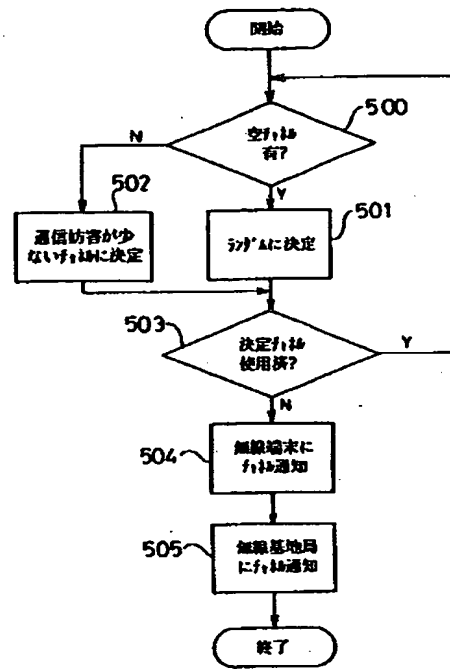 開始
500
空ﾁｬﾈﾙ
有?
N
Y
502
通信妨害が少
ないﾁｬﾈﾙに決定
501
ﾗﾝﾀﾞﾑに決定
503
決定ﾁｬﾈﾙ
使用済?
Y
N
504
無線端末に
ﾁｬﾈﾙ通知
505
無線基地局
にﾁｬﾈﾙ通知
終了